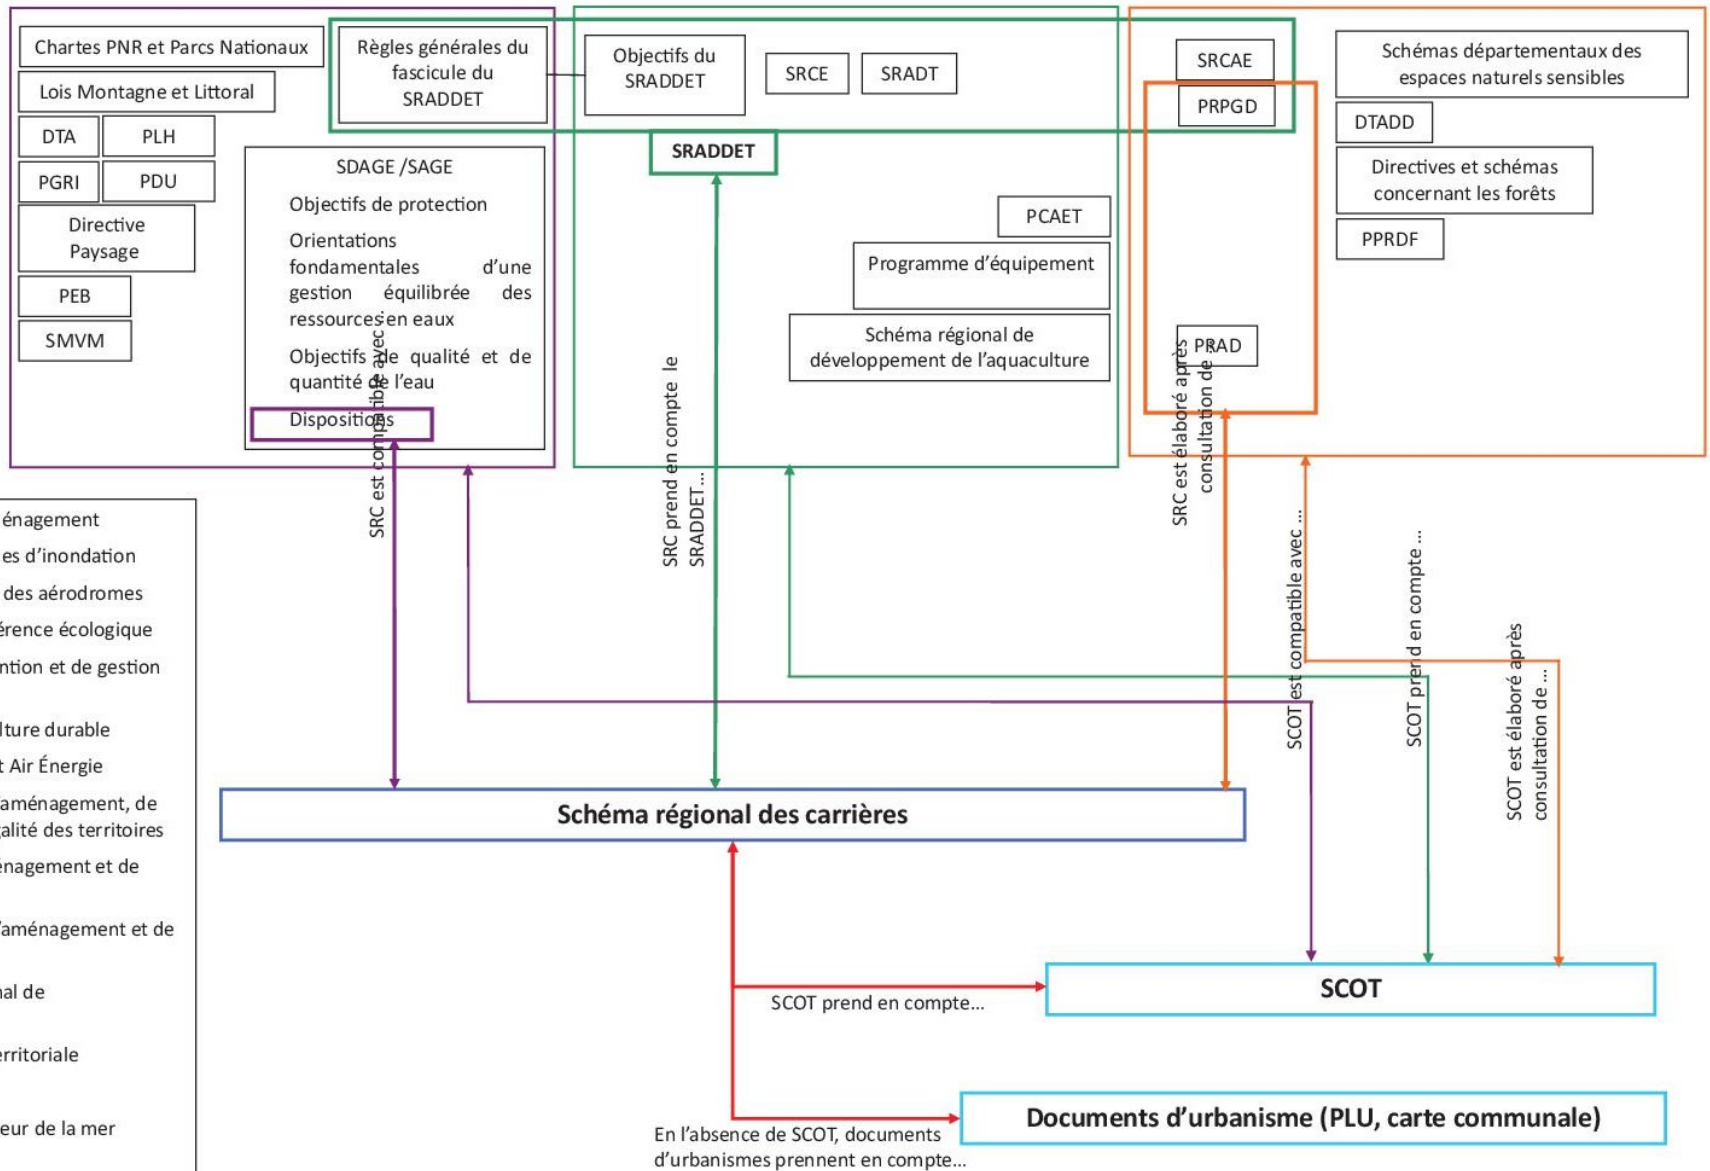 Chartes PNR et Parcs Nationaux
Lois Montagne et Littoral
DTA
PLH
PGRI
PDU
Directive
Paysage
PEB
SMVM
Règles générales du
fascicule du
SRADDET
SDAGE /SAGE
Objectifs de protection
Orientations
fondamentales d’une
gestion équilibrée des
ressources en eaux
Objectifs de qualité et de
quantité de l’eau
Dispositions
Objectifs du
SRADDET
SRCE
SRADT
SRADDET
PCAET
Programme d’équipement
Schéma régional de
développement de l’aquaculture
SRCAE
PRPGD
PRAD
Schémas départementaux des
espaces naturels sensibles
DTADD
Directives et schémas
concernant les forêts
PPRDF
SRC est compatible avec :
SRC prend en compte le
SRADDET...
SRC est élaboré après
consultation de :
SCOT est compatible avec ...
SCOT prend en compte ...
SCOT est élaboré après
consultation de ...
énagement
es d’inondation
des aérodromes
érence écologique
ntion et de gestion
lture durable
t Air Énergie
’aménagement, de
galité des territoires
énagement et de
’aménagement et de
nal de
erritoriale
eur de la mer
Schéma régional des carrières
SCOT prend en compte...
SCOT
En l’absence de SCOT, documents
d’urbanismes prennent en compte...
Documents d’urbanisme (PLU, carte communale)